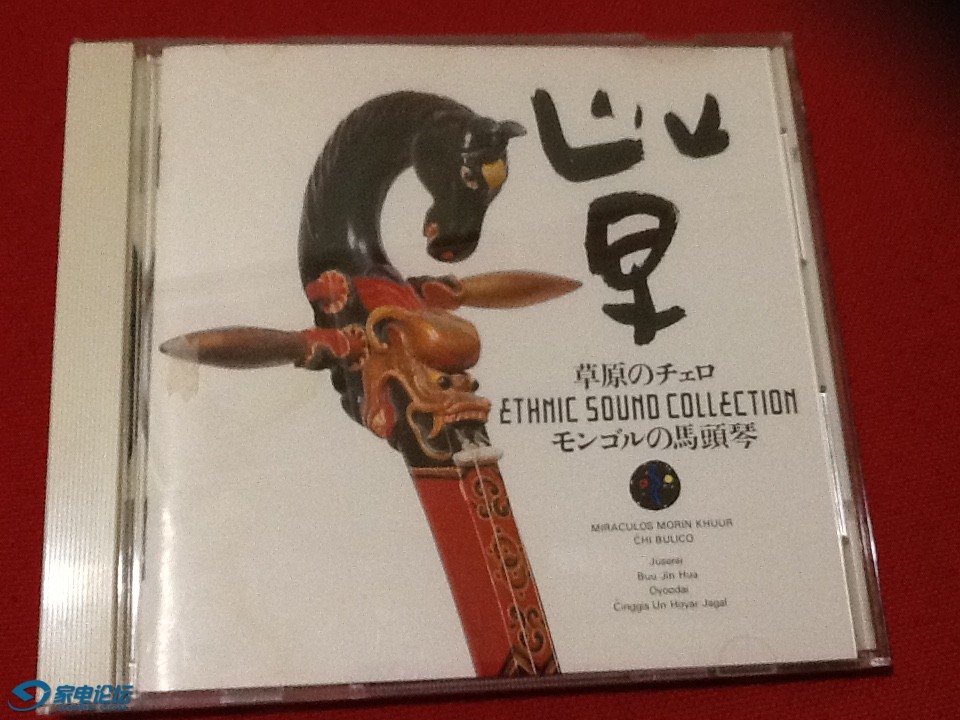 草原のチェロ
ETHNIC SOUND COLLECTION
モンゴルの馬頭琴
MIRACULOS MORIN KHUUR
CHI BULICO
Juserei
Buu Jin Hua
Oyoodai
Činggis Un Hoyar Jagal
家电论坛